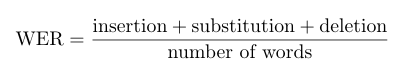 WER = insertion + substitution + deletion
number of words